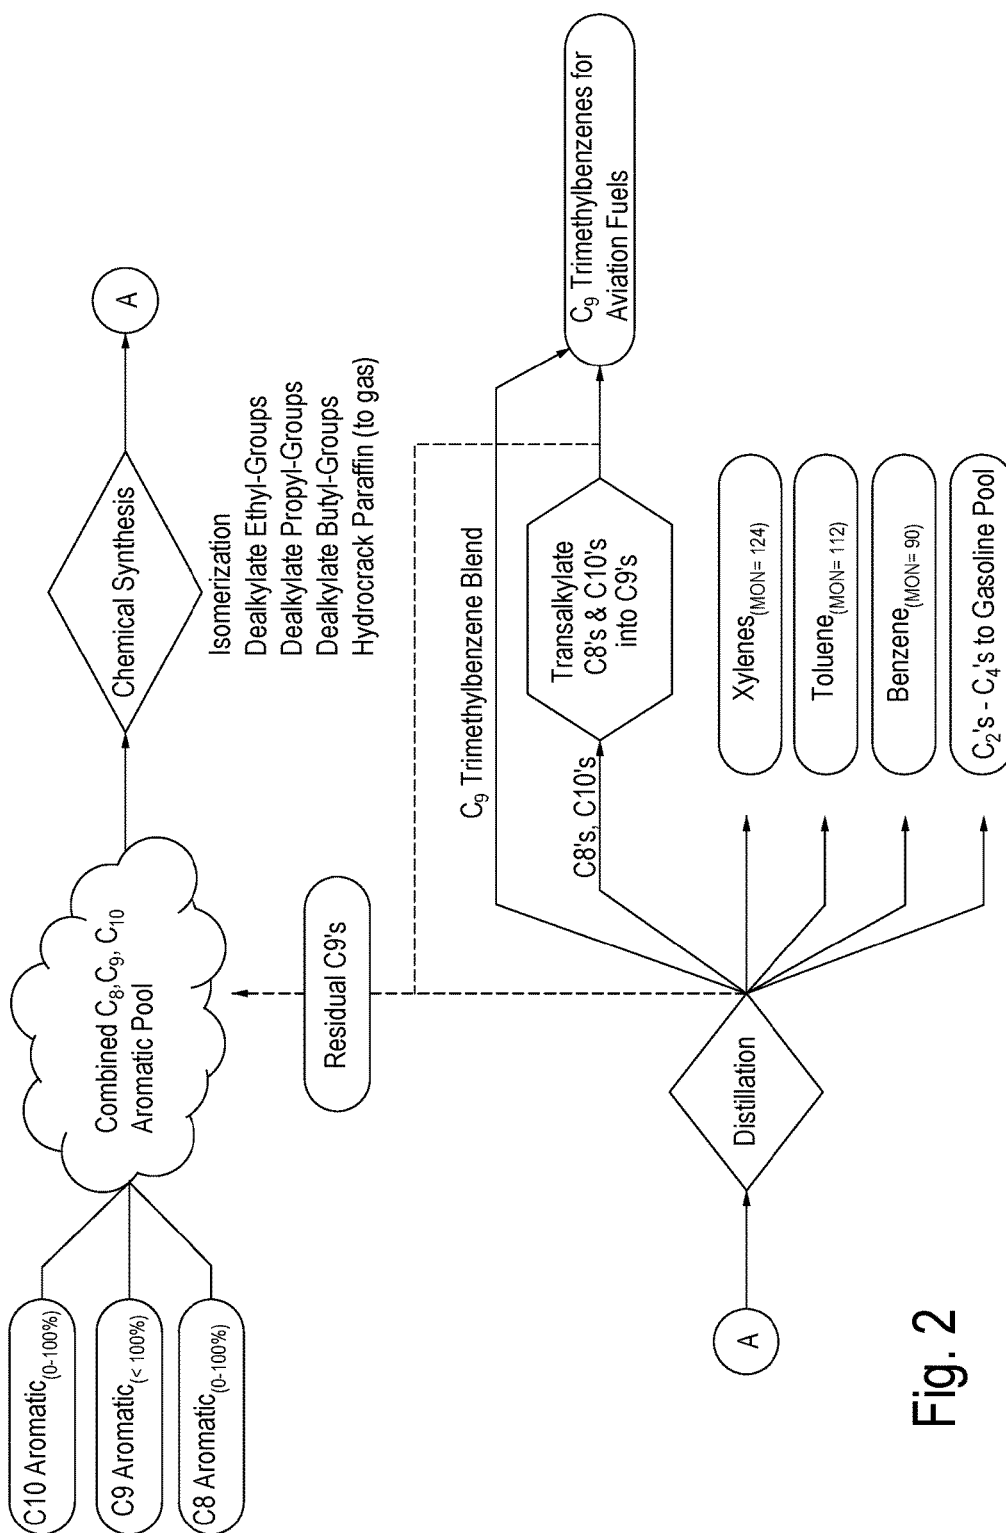 C10 Aromatic(0-100%)
C9 Aromatic(< 100%)
C8 Aromatic(0-100%)
Combined C8, C9, C10
Aromatic Pool
Chemical Synthesis
A
Isomerization
Dealkylate Ethyl-Groups
Dealkylate Propyl-Groups
Dealkylate Butyl-Groups
Hydrocrack Paraffin (to gas)
Residual C9's
A
Distillation
C9 Trimethylbenzene Blend
C8's, C10's
Transalkylate
C8's & C10's
into C9's
C9 Trimethylbenzenes for
Aviation Fuels
Xylenes(MON= 124)
Toluene(MON= 112)
Benzene(MON= 90)
C2's - C4's to Gasoline Pool
Fig. 2